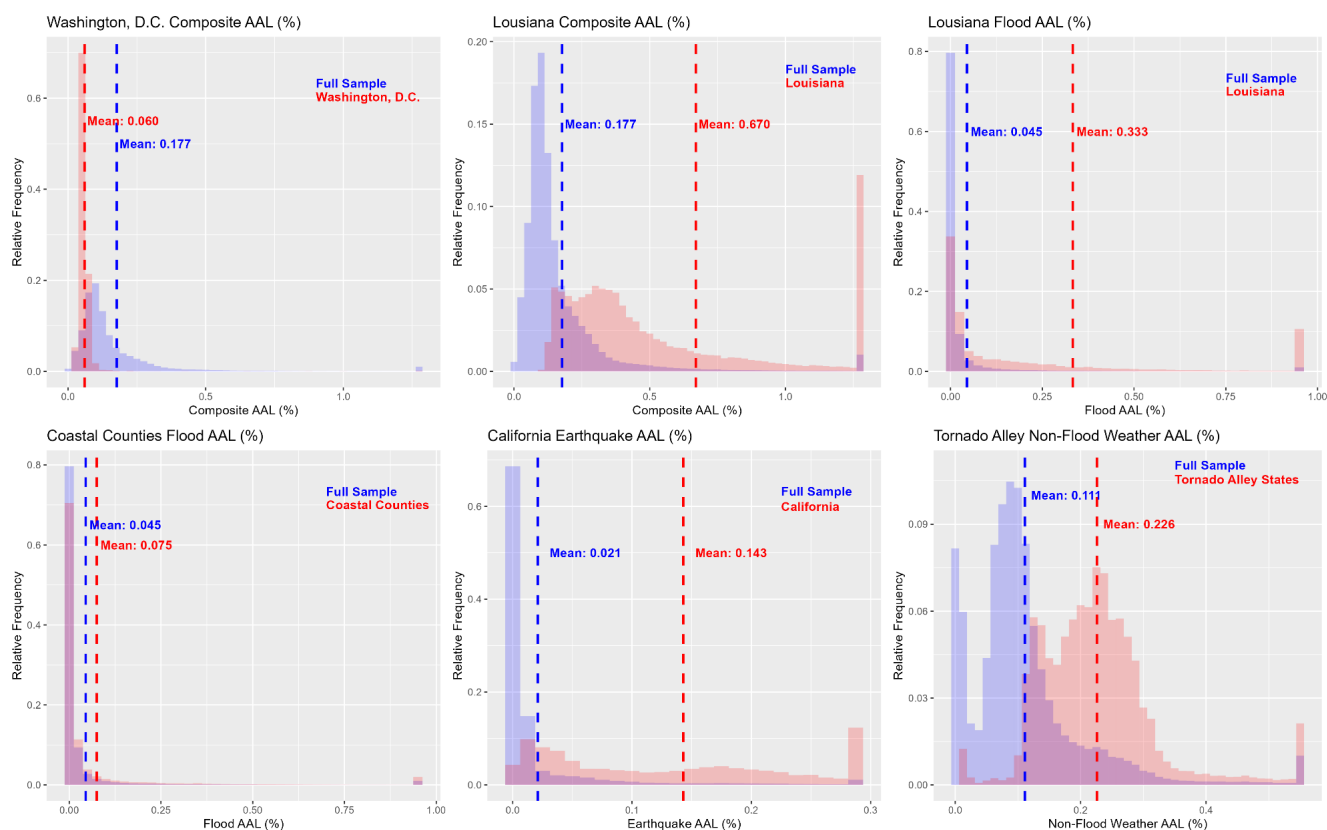 Washington, D.C. Composite AAL (%)
Relative Frequency
0.6
0.4
0.2
0.0
Full Sample
Washington, D.C.
Mean: 0.060
Mean: 0.177
0.0 0.5 1.0
Composite AAL (%)
Lousiana Composite AAL (%)
Relative Frequency
0.20
0.15
0.10
0.05
0.00
Full Sample
Louisiana
Mean: 0.177 Mean: 0.670
0.0 0.5 1.0
Composite AAL (%)
Lousiana Flood AAL (%)
Relative Frequency
0.8
0.6
0.4
0.2
0.0
Full Sample
Louisiana
Mean: 0.045 Mean: 0.333
0.00 0.25 0.50 0.75 1.00
Flood AAL (%)
Coastal Counties Flood AAL (%)
Relative Frequency
0.8
0.6
0.4
0.2
0.0
Full Sample
Coastal Counties
Mean: 0.045
Mean: 0.075
0.00 0.25 0.50 0.75 1.00
Flood AAL (%)
California Earthquake AAL (%)
Relative Frequency
0.6
0.4
0.2
0.0
Full Sample
California
Mean: 0.021 Mean: 0.143
0.0 0.1 0.2 0.3
Earthquake AAL (%)
Tornado Alley Non-Flood Weather AAL (%)
Relative Frequency
0.09
0.06
0.03
0.00
Full Sample
Tornado Alley States
Mean: 0.111
Mean: 0.226
0.0 0.2 0.4
Non-Flood Weather AAL (%)